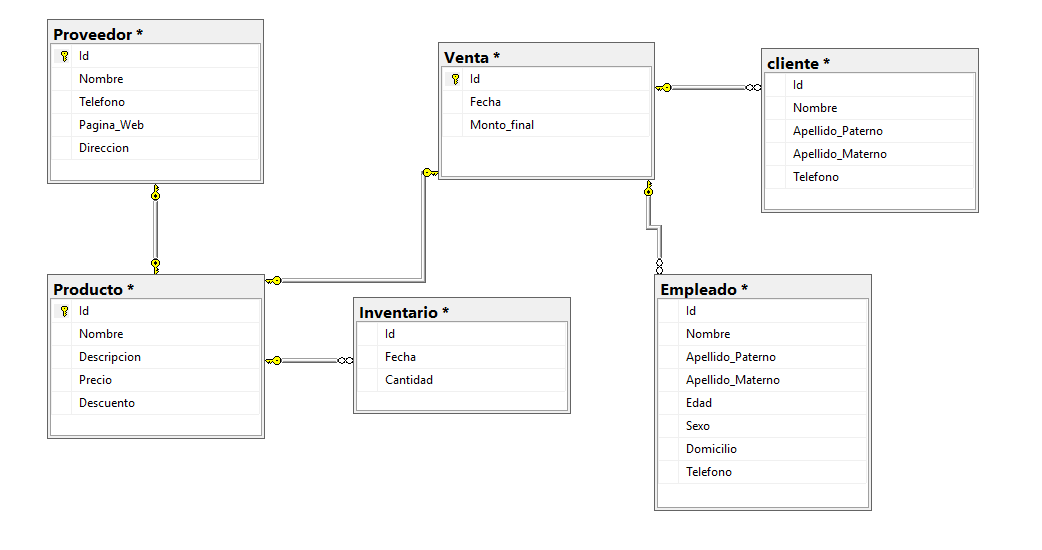 Proveedor *
Id
Nombre
Telefono
Pagina_Web
Direccion
Venta *
Id
Fecha
Monto_final
cliente *
Id
Nombre
Apellido_Paterno
Apellido_Materno
Telefono
Producto *
Id
Nombre
Descripcion
Precio
Descuento
Inventario *
Id
Fecha
Cantidad
Empleado *
Id
Nombre
Apellido_Paterno
Apellido_Materno
Edad
Sexo
Domicilio
Telefono